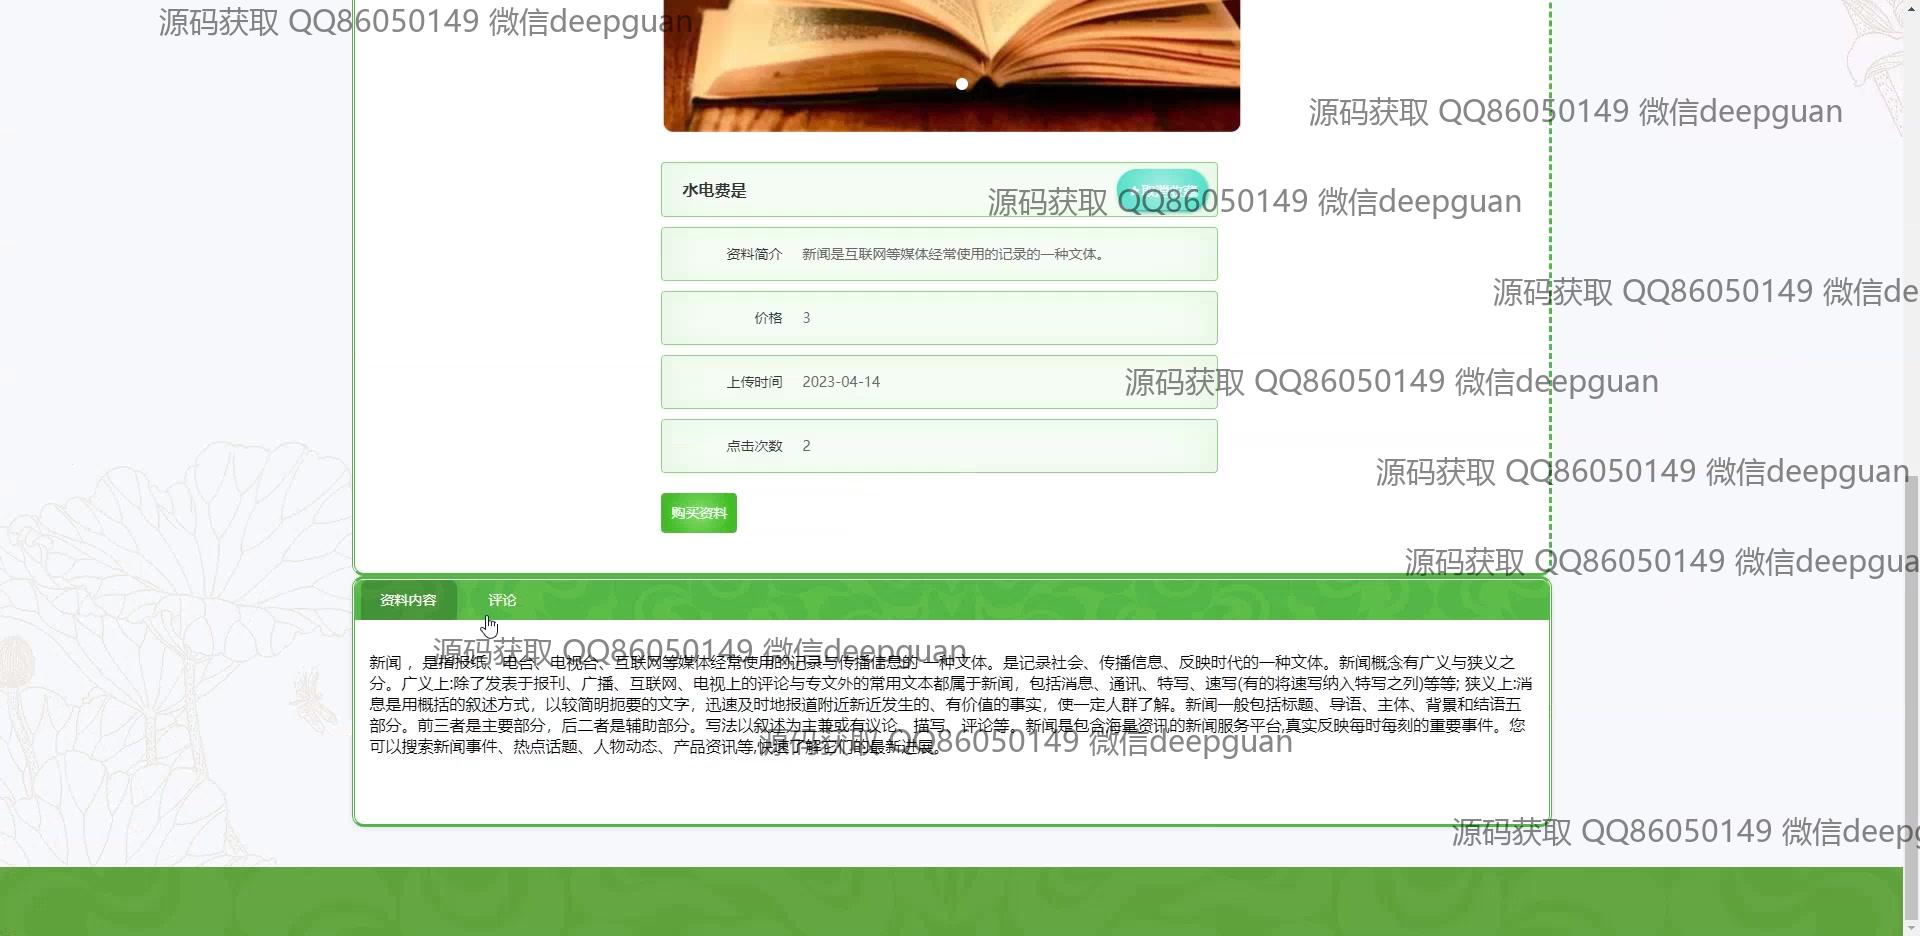 源码获取 QQ86050149 微信deepguan
源码获取 QQ86050149 微信deepguan
水电费是
源码获取 QQ86050149 微信deepguan
资料简介 新闻是互联网等媒体经常使用的记录的一种文体。
源码获取 QQ86050149 微信de
价格 3
上传时间 2023-04-14
源码获取 QQ86050149 微信deepguan
点击次数 2
源码获取 QQ86050149 微信deepguan
购买资料
源码获取 QQ86050149 微信deepgua
资料内容 评论
源码获取 QQ86050149 微信deepguan
新闻 ，是指报纸、电台、电视台、互联网等媒体经常使用的记录与传播信息的 一种文体。是记录社会、传播信息、反映时代的一种文体。新闻概念有广义与狭义之
分。广义上:除了发表于报刊、广播、互联网、电视上的评论与专文外的常用文本都属于新闻，包括消息、通讯、特写、速写(有的将速写纳入特写之列)等等; 狭义上:消
息是用概括的叙述方式，以较简明扼要的文字，迅速及时地报道附近新近发生的、有价值的事实，使一定人群了解。新闻一般包括标题、导语、主体、背景和结语五
部分。前三者是主要部分，后二者是辅助部分。写法以叙述为主兼或有议论、描写、评论等。新闻是包含海量资讯的新闻服务平台,真实反映每时每刻的重要事件。您
可以搜索新闻事件、热点话题、人物动态、产品资讯等,快速了解它们的最新进展。
源码获取 QQ86050149 微信deepguan
源码获取 QQ86050149 微信deepg